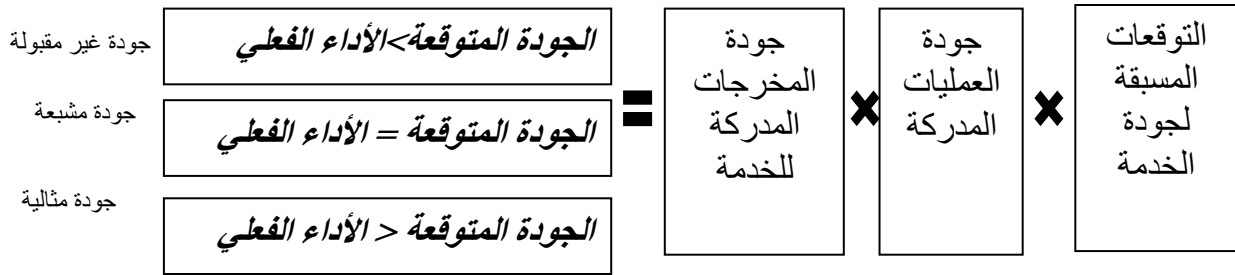 التوقعات
المسبقة
لجودة
الخدمة
×
جودة
العمليات
المدركة
×
جودة
المخرجات
المدركة
للخدمة
=
الجودة المتوقعة>الأداء الفعلي
جودة غير مقبولة
الجودة المتوقعة = الأداء الفعلي
جودة مشبعة
الجودة المتوقعة < الأداء الفعلي
جودة مثالية